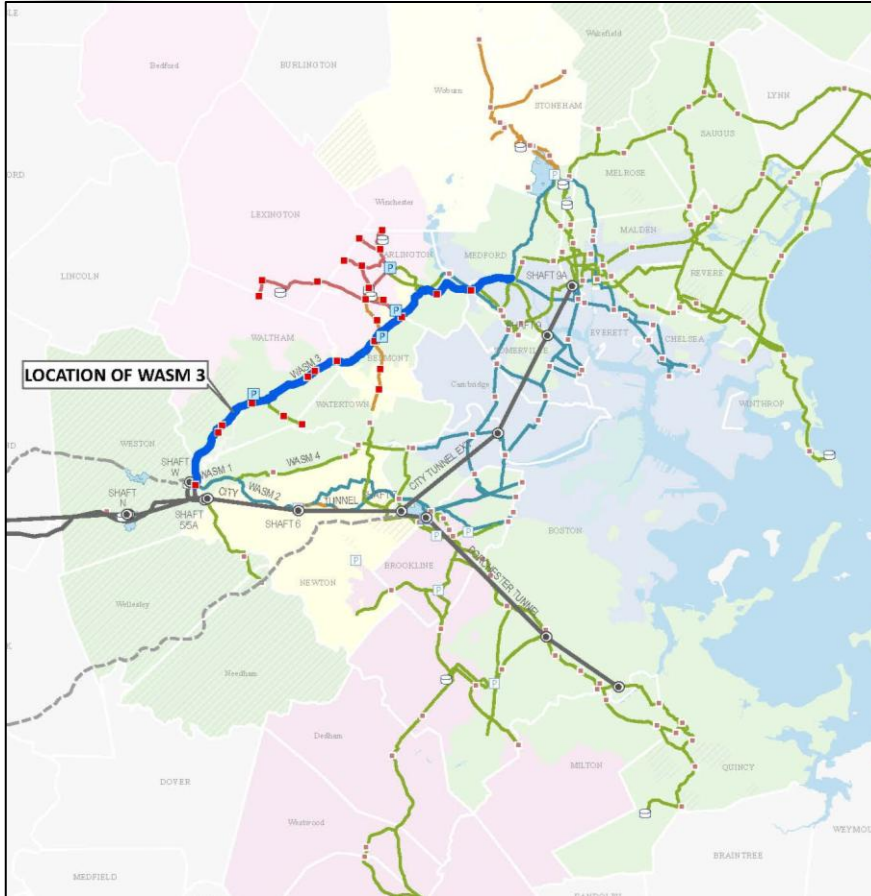 Wakefield
Bedford
BURLINGTON
Woburn
STONEHAM
LYNN
SAUGUS
MELROSE
P
Winchester
LEXINGTON
MALDEN
ARLINGTON
MEDFORD
REVERE
P
SHAFT 9A
LINCOLN
P
EVERETT
CHELSEA
WALTHAM
SOMERVILLE
P
BELMONT
WASM 3
LOCATION OF WASM 3
Cambridge
WINTHROP
P
WATERTOWN
WESTON
SHAFT
W
WASM 1
WASM 4
CITY TUNNEL EXT
SHAFT
N
CITY
WASM 2
TUNNEL
SHAFT
5/5A
SHAFT 6
BOSTON
P
P
P
BROOKLINE
NEWTON
DORCHESTER TUNNEL
Wellesley
P
Needham
P
Dedham
MILTON
QUINCY
DOVER
Westwood
WEYMOU
BRAINTREE
MEDFIELD